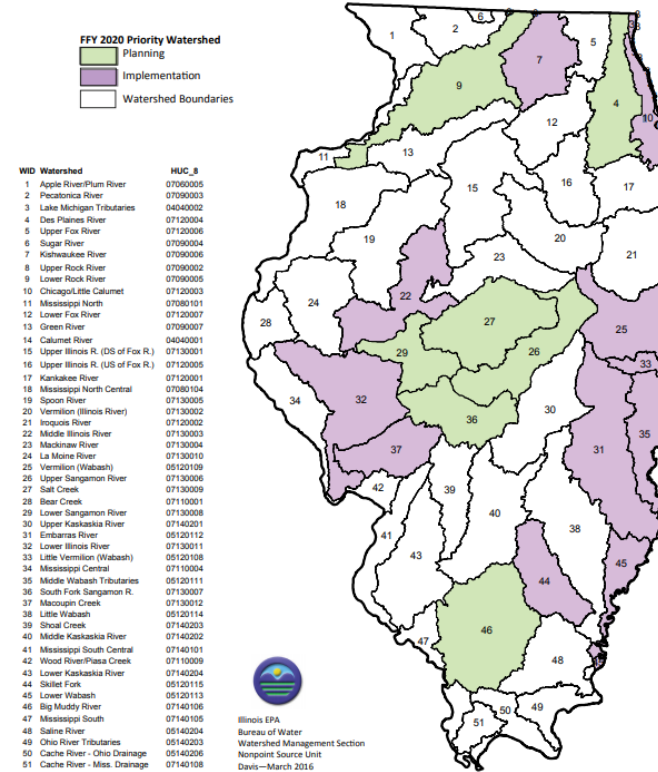 FFY 2020 Priority Watershed
Planning
Implementation
Watershed Boundaries
WID Watershed HUC_8
1 Apple River/Plum River 07060005
2 Pecatonica River 07090003
3 Lake Michigan Tributaries 04040002
4 Des Plaines River 07120004
5 Upper Fox River 07120006
6 Sugar River 07090004
7 Kishwaukee River 07090006
8 Upper Rock River 07090002
9 Lower Rock River 07090005
10 Chicago/Little Calumet 07120003
11 Mississippi North 07080101
12 Lower Fox River 07120007
13 Green River 07090007
14 Calumet River 04040001
15 Upper Illinois R. (DS of Fox R.) 07130001
16 Upper Illinois R. (US of Fox R.) 07120005
17 Kankakee River 07120001
18 Mississippi North Central 07080104
19 Spoon River 07130005
20 Vermilion (Illinois River) 07130002
21 Iroquois River 07120002
22 Middle Illinois River 07130003
23 Mackinaw River 07130004
24 La Moine River 07130010
25 Vermilion (Wabash) 05120109
26 Upper Sangamon River 07130006
27 Salt Creek 07130009
28 Bear Creek 07110001
29 Lower Sangamon River 07130008
30 Upper Kaskaskia River 07140201
31 Embarras River 05120112
32 Lower Illinois River 07130011
33 Little Vermilion (Wabash) 05120108
34 Mississippi Central 07110004
35 Middle Wabash Tributaries 05120111
36 South Fork Sangamon R. 07130007
37 Macoupin Creek 07130012
38 Little Wabash 05120114
39 Shoal Creek 07140203
40 Middle Kaskaskia River 07140202
41 Mississippi South Central 07140101
42 Wood River/Piasa Creek 07110009
43 Lower Kaskaskia River 07140204
44 Skillet Fork 05120115
45 Lower Wabash 05120113
46 Big Muddy River 07140106
47 Mississippi South 07140105
48 Saline River 05140204
49 Ohio River Tributaries 05140203
50 Cache River - Ohio Drainage 05140206
51 Cache River - Miss. Drainage 07140108
Illinois EPA
Bureau of Water
Watershed Management Section
Nonpoint Source Unit
Davis—March 2016
6
1
2
5
7
9
4
10
12
11
13
16
17
15
18
19
20
21
23
22
24
28
27
25
29
26
33
34
32
36
30
31
35
37
42
39
40
38
41
43
44
45
46
47
48
49
50
51